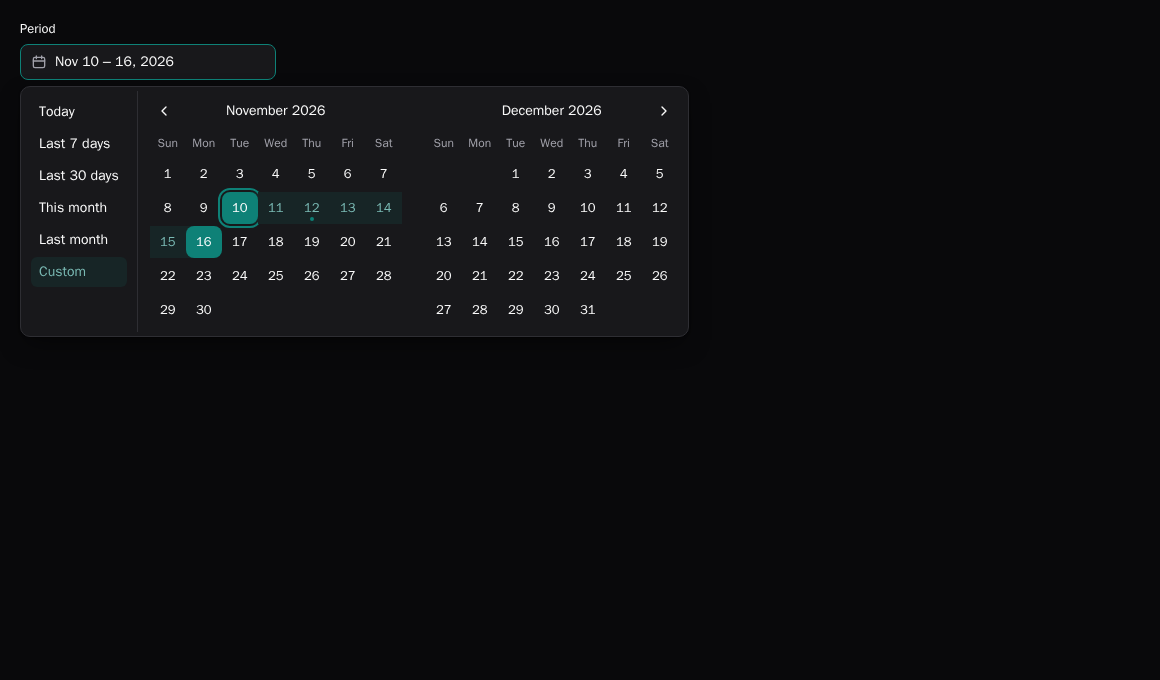 Period
Nov 10 – 16, 2026
Today
Last 7 days
Last 30 days
This month
Last month
Custom
November 2026
Sun Mon Tue Wed Thu Fri Sat
1 2 3 4 5 6 7
8 9 10 11 12 13 14
15 16 17 18 19 20 21
22 23 24 25 26 27 28
29 30
December 2026
Sun Mon Tue Wed Thu Fri Sat
1 2 3 4 5
6 7 8 9 10 11 12
13 14 15 16 17 18 19
20 21 22 23 24 25 26
27 28 29 30 31